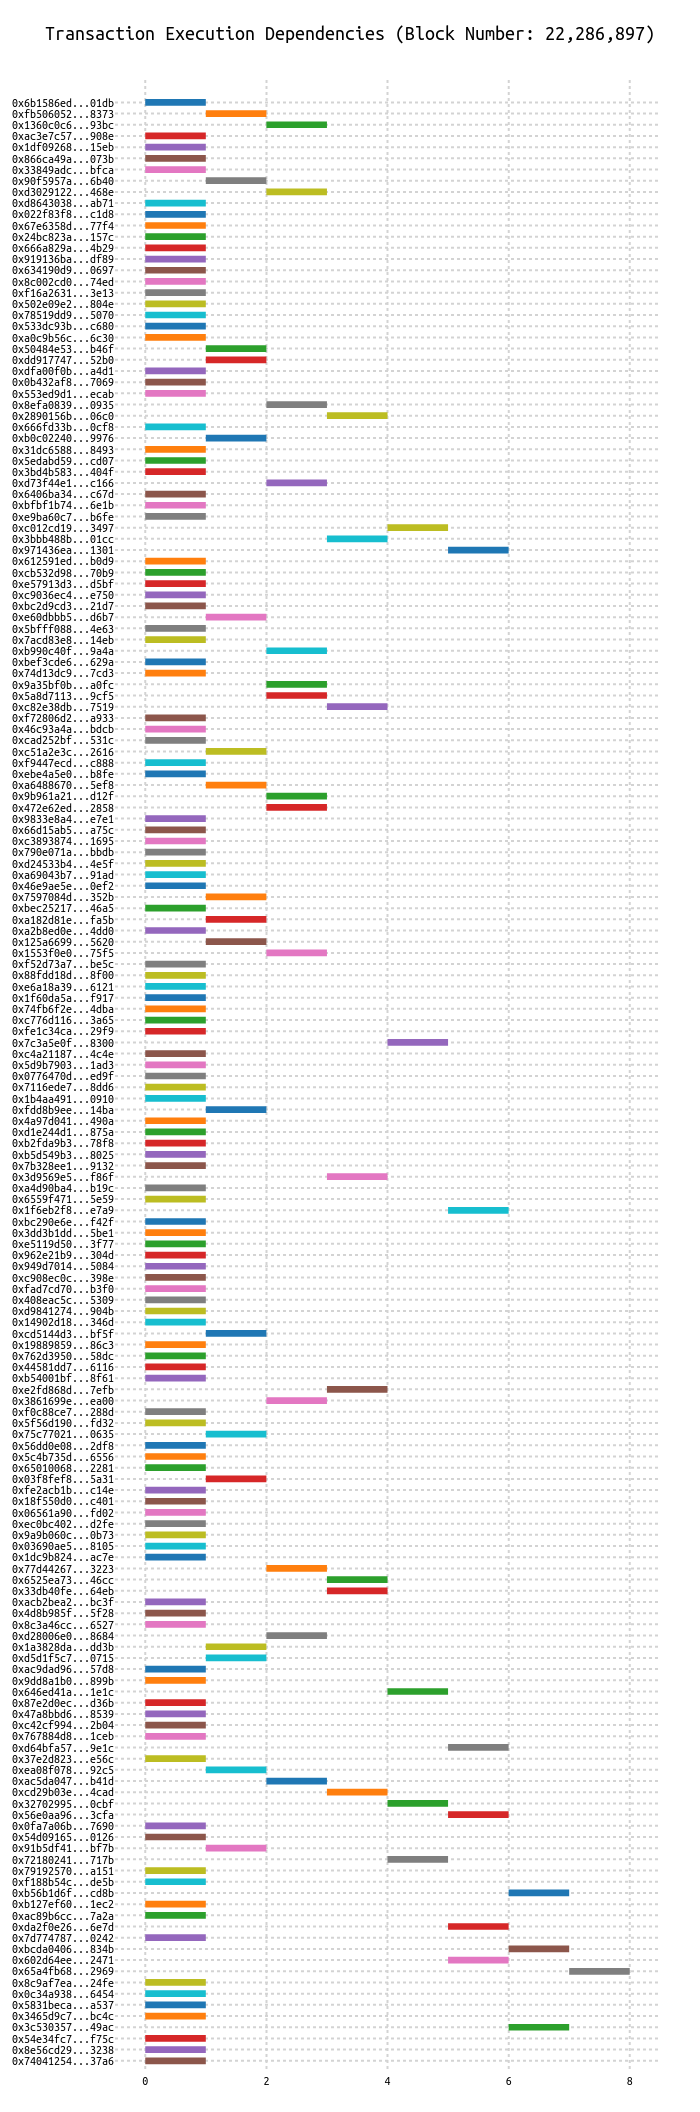 Transaction Execution Dependencies (Block Number: 22,286,897)
0x6b1586ed...01db
0xfb506052...8373
0x1360c0c6...93bc
0xac3e7c57...908e
0x1df09268...15eb
0x866ca49a...073b
0x33849adc...bfca
0x90f5957a...6b40
0xd3029122...468e
0xd8643038...ab71
0x022f83f8...c1d8
0x67e6358d...77f4
0x24bc823a...157c
0x666a829a...4b29
0x919136ba...df89
0x634190d9...0697
0x8c002cd0...74ed
0xf16a2631...3e13
0x502e09e2...804e
0x78519dd9...5070
0x533dc93b...c680
0xa0c9b56c...6c30
0x50484e53...b46f
0xdd917747...52b0
0xdfa00f0b...a4d1
0x0b432af8...7069
0x553ed9d1...ecab
0x8efa0839...0935
0x2890156b...06c0
0x666fd33b...0cf8
0xb0c02240...9976
0x31dc6588...8493
0x5edabd59...cd07
0x3bd4b583...404f
0xd73f44e1...c166
0x6406ba34...c67d
0xbfbf1b74...6e1b
0xe9ba60c7...b6fe
0xc012cd19...3497
0x3bbb488b...01cc
0x971436ea...1301
0x612591ed...b0d9
0xcb532d98...70b9
0xe57913d3...d5bf
0xc9036ec4...e750
0xbc2d9cd3...21d7
0xe60dbbb5...d6b7
0x5bfff088...4e63
0x7acd83e8...14eb
0xb990c40f...9a4a
0xbef3cde6...629a
0x74d13dc9...7cd3
0x9a35bf0b...a0fc
0x5a8d7113...9cf5
0xc82e38db...7519
0xf72806d2...a933
0x46c93a4a...bdcb
0xcad252bf...531c
0xc51a2e3c...2616
0xf9447ecd...c888
0xebe4a5e0...b8fe
0xa6488670...5ef8
0x9b961a21...d12f
0x472e62ed...2858
0x9833e8a4...e7e1
0x66d15ab5...a75c
0xc3893874...1695
0x790e071a...bbdb
0xd24533b4...4e5f
0xa69043b7...91ad
0x46e9ae5e...0ef2
0x7597084d...352b
0xbec25217...46a5
0xa182d81e...fa5b
0xa2b8ed0e...4dd0
0x125a6699...5620
0x1553f0e0...75f5
0xf52d73a7...be5c
0x88fdd18d...8f00
0xe6a18a39...6121
0x1f60da5a...f917
0x74fb6f2e...4dba
0xc776d116...3a65
0xfe1c34ca...29f9
0x7c3a5e0f...8300
0xc4a21187...4c4e
0x5d9b7903...1ad3
0x0776470d...ed9f
0x7116ede7...8dd6
0x1b4aa491...0910
0xfdd8b9ee...14ba
0x4a97d041...490a
0xd1e244d1...875a
0xb2fda9b3...78f8
0xb5d549b3...8025
0x7b328ee1...9132
0x3d9569e5...f86f
0xa4d90ba4...b19c
0x6559f471...5e59
0x1f6eb2f8...e7a9
0xbc290e6e...f42f
0x3dd3b1dd...5be1
0xe5119d50...3f77
0x962e21b9...304d
0x949d7014...5084
0xc908ec0c...398e
0xfad7cd70...b3f0
0x408eac5c...5309
0xd9841274...904b
0x14902d18...346d
0xcd5144d3...bf5f
0x19889859...86c3
0x762d3950...58dc
0x44581dd7...6116
0xb54001bf...8f61
0xe2fd868d...7efb
0x3861699e...ea00
0xf0c88ce7...288d
0x5f56d190...fd32
0x75c77021...0635
0x56dd0e08...2df8
0x5c4b735d...6556
0x65010068...2281
0x03f8fef8...5a31
0xfe2acb1b...c14e
0x18f550d0...c401
0x06561a90...fd02
0xec0bc402...d2fe
0x9a9b060c...0b73
0x03690ae5...8105
0x1dc9b824...ac7e
0x77d44267...3223
0x6525ea73...46cc
0x33db40fe...64eb
0xacb2bea2...bc3f
0x4d8b985f...5f28
0x8c3a46cc...6527
0xd28006e0...8684
0x1a3828da...dd3b
0xd5d1f5c7...0715
0xac9dad96...57d8
0x9dd8a1b0...899b
0x646ed41a...1e1c
0x87e2d0ec...d36b
0x47a8bbd6...8539
0xc42cf994...2b04
0x767884d8...1ceb
0xd64bfa57...9e1c
0x37e2d823...e56c
0xea08f078...92c5
0xac5da047...b41d
0xcd29b03e...4cad
0x32702995...0cbf
0x56e0aa96...3cfa
0x0fa7a06b...7690
0x54d09165...0126
0x91b5df41...bf7b
0x72180241...717b
0x79192570...a151
0xf188b54c...de5b
0xb56b1d6f...cd8b
0xb127ef60...1ec2
0xac89b6cc...7a2a
0xda2f0e26...6e7d
0x7d774787...0242
0xbcda0406...834b
0x602d64ee...2471
0x65a4fb68...2969
0x8c9af7ea...24fe
0x0c34a938...6454
0x5831beca...a537
0x3465d9c7...bc4c
0x3c530357...49ac
0x54e34fc7...f75c
0x8e56cd29...3238
0x74041254...37a6
0 2 4 6 8